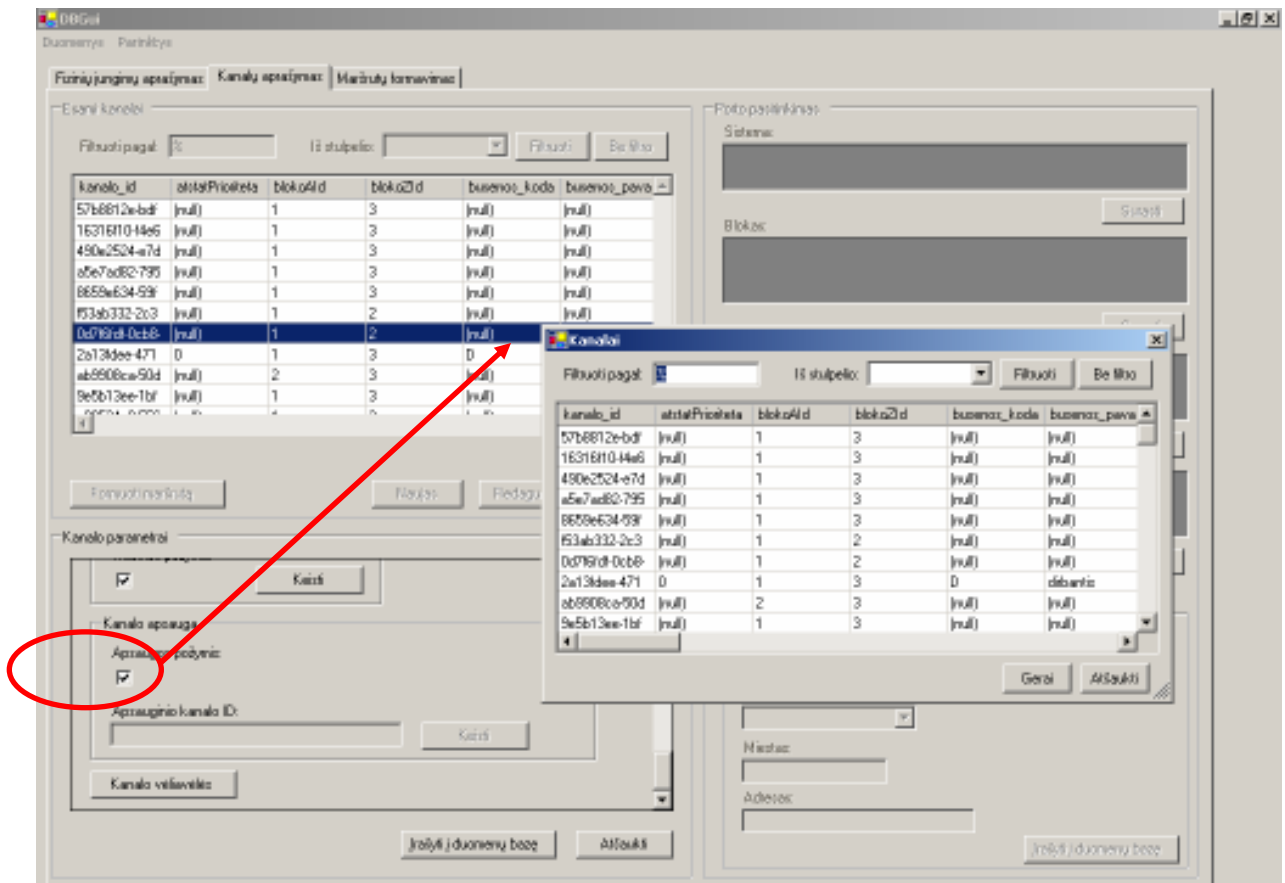 DBGui
Duomenys Parinktys
Fizinių jungimų aprašymas Kanalų aprašymas Maršrutų formavimas
Esami kanalai
Filtruoti pagal: % Iš stulpelio: Filtruoti Be filtro
kanalo_id atstatPrioriteta blokoAId blokoZId busenos_koda busenos_pava
57b8812e-bdf (null) 1 3 (null) (null)
16316f10-f4e6 (null) 1 3 (null) (null)
490e2524-e7d (null) 1 3 (null) (null)
a5e7ad82-795 (null) 1 3 (null) (null)
8659e634-59f (null) 1 3 (null) (null)
f53ab332-2c3 (null) 1 2 (null) (null)
(null) 1 2 (null)
2a13fdee-471 0 1 3 D
ab9908ca-50d (null) 2 3 (null)
9e5b13ee-1bf (null) 1 3 (null)
Formuoti maršrutą Naujas
Kanalo parametrai
Keisti
Kanalo apsauga
Apsaugos požymis:
Apsauginio kanalo ID:
Keisti
Kanalo vėliavėlės
Įrašyti į duomenų bazę Atšaukti
Porto pasirinkimas
Sistema:
Surasti
Blokas:
Kanalai
Filtruoti pagal: % Iš stulpelio: Filtruoti Be filtro
kanalo_id atstatPrioriteta blokoAId blokoZId busenos_koda busenos_pava
57b8812e-bdf (null) 1 3 (null) (null)
16316f10-f4e6 (null) 1 3 (null) (null)
490e2524-e7d (null) 1 3 (null) (null)
a5e7ad82-795 (null) 1 3 (null) (null)
8659e634-59f (null) 1 3 (null) (null)
f53ab332-2c3 (null) 1 2 (null) (null)
(null) 1 2 (null) (null)
2a13fdee-471 0 1 3 D dirbantis
ab9908ca-50d (null) 2 3 (null) (null)
9e5b13ee-1bf (null) 1 3 (null) (null)
Gerai Atšaukti
Miestas:
Adresas:
Įrašyti į duomenų bazę